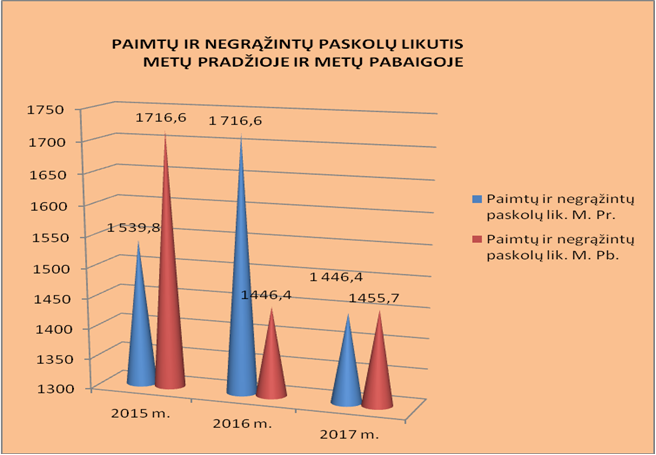 PAIMTŲ IR NEGRĄŽINTŲ PASKOLŲ LIKUTIS
METŲ PRADŽIOJE IR METŲ PABAIGOJE
1750
1700
1650
1600
1550
1500
1450
1400
1350
1300
1 539,8
1716,6
1 716,6
1446,4
1 446,4
1455,7
2015 m.
2016 m.
2017 m.
Paimtų ir negrąžintų
paskolų lik. M. Pr.
Paimtų ir negrąžintų
paskolų lik. M. Pb.